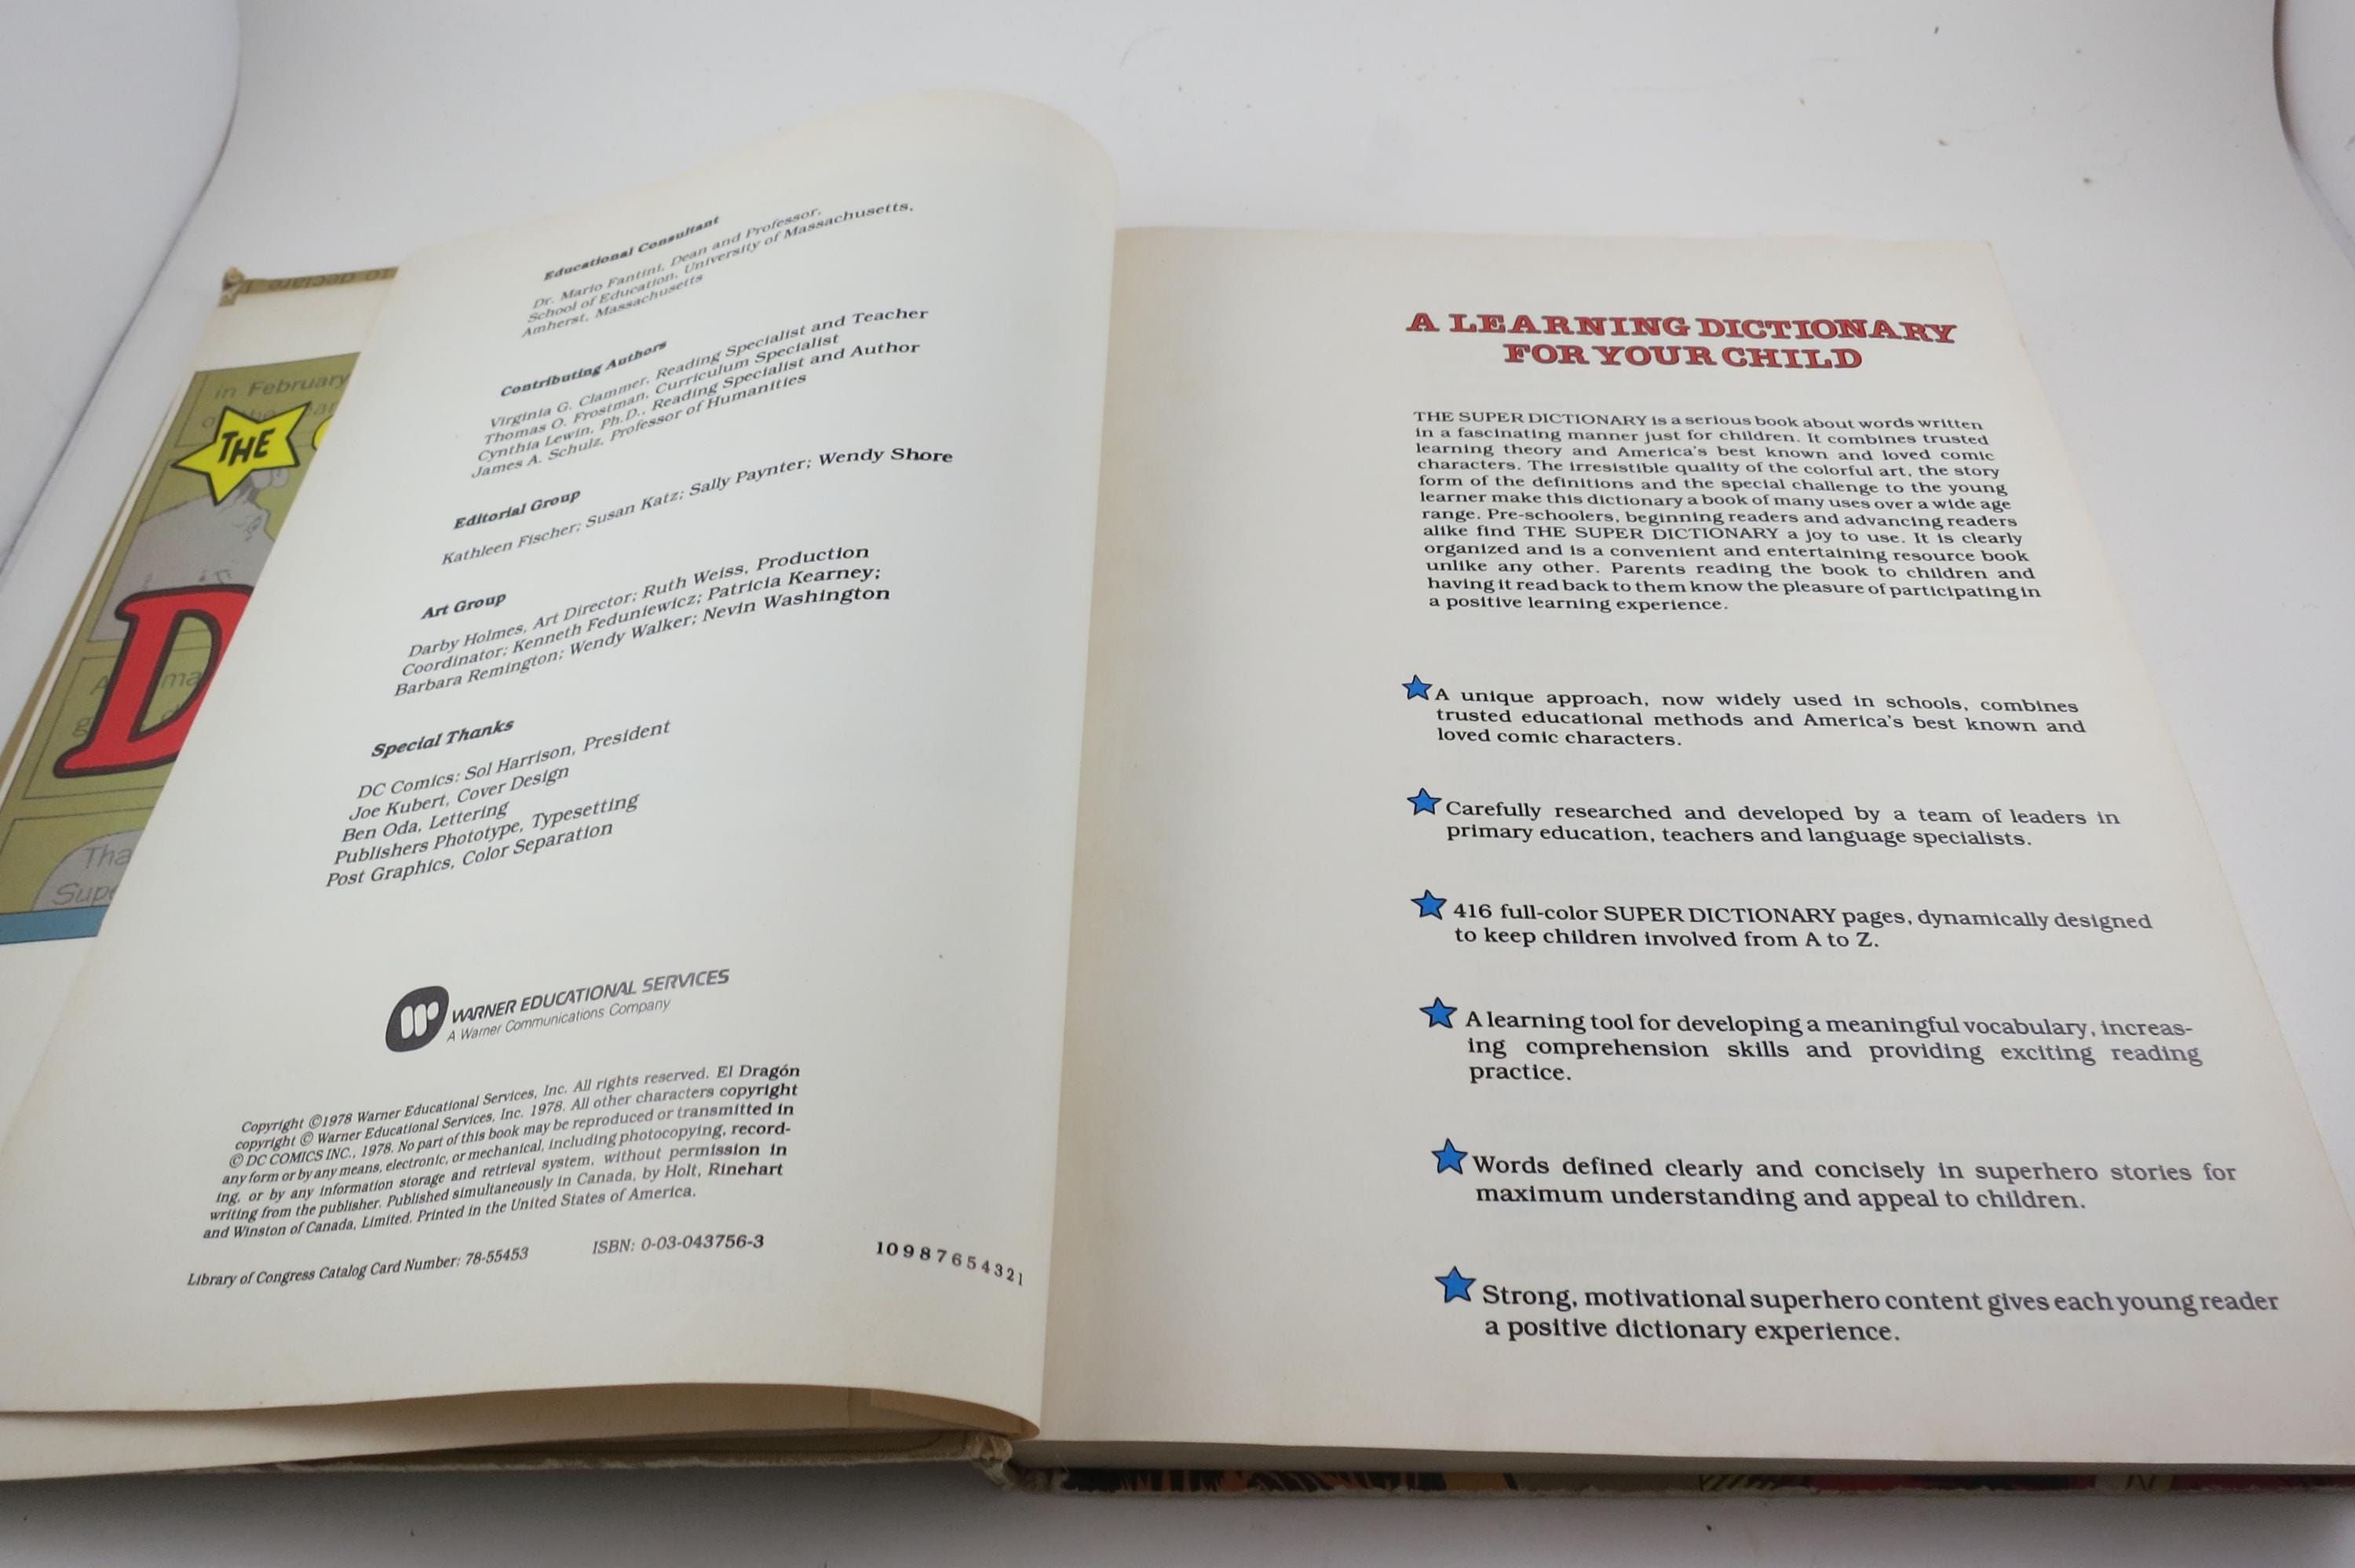 to declare
in February
THE
D
Tha
Supe
Educational Consultant
Dr. Mario Fantini, Dean and Professor,
School of Education, University of Massachusetts,
Amherst, Massachusetts
Contributing Authors
Virginia G. Clammer, Reading Specialist and Teacher
Thomas O. Frostman, Curriculum Specialist
Cynthia Lewin, Ph.D., Reading Specialist and Author
James A. Schulz, Professor of Humanities
Editorial Group
Kathleen Fischer; Susan Katz; Sally Paynter; Wendy Shore
Art Group
Darby Holmes, Art Director; Ruth Weiss, Production
Coordinator; Kenneth Feduniewicz; Patricia Kearney;
Barbara Remington; Wendy Walker; Nevin Washington
Special Thanks
DC Comics: Sol Harrison, President
Joe Kubert, Cover Design
Ben Oda, Lettering
Publishers Phototype, Typesetting
Post Graphics, Color Separation
WARNER EDUCATIONAL SERVICES
A Warner Communications Company
Copyright ©1978 Warner Educational Services, Inc. All rights reserved. El Dragón
copyright © Warner Educational Services, Inc. 1978. All other characters copyright
© DC COMICS INC., 1978. No part of this book may be reproduced or transmitted in
any form or by any means, electronic, or mechanical, including photocopying, record-
ing, or by any information storage and retrieval system, without permission in
writing from the publisher. Published simultaneously in Canada, by Holt, Rinehart
and Winston of Canada, Limited. Printed in the United States of America.
Library of Congress Catalog Card Number: 78-55453 ISBN: 0-03-043756-3 10 9 8 7 6 5 4 3 2 1
A LEARNING DICTIONARY
FOR YOUR CHILD
THE SUPER DICTIONARY is a serious book about words written
in a fascinating manner just for children. It combines trusted
learning theory and America's best known and loved comic
characters. The irresistible quality of the colorful art, the story
form of the definitions and the special challenge to the young
learner make this dictionary a book of many uses over a wide age
range. Pre-schoolers, beginning readers and advancing readers
alike find THE SUPER DICTIONARY a joy to use. It is clearly
organized and is a convenient and entertaining resource book
unlike any other. Parents reading the book to children and
having it read back to them know the pleasure of participating in
a positive learning experience.
A unique approach, now widely used in schools, combines
trusted educational methods and America's best known and
loved comic characters.
Carefully researched and developed by a team of leaders in
primary education, teachers and language specialists.
416 full-color SUPER DICTIONARY pages, dynamically designed
to keep children involved from A to Z.
A learning tool for developing a meaningful vocabulary, increas-
ing comprehension skills and providing exciting reading
practice.
Words defined clearly and concisely in superhero stories for
maximum understanding and appeal to children.
Strong, motivational superhero content gives each young reader
a positive dictionary experience.